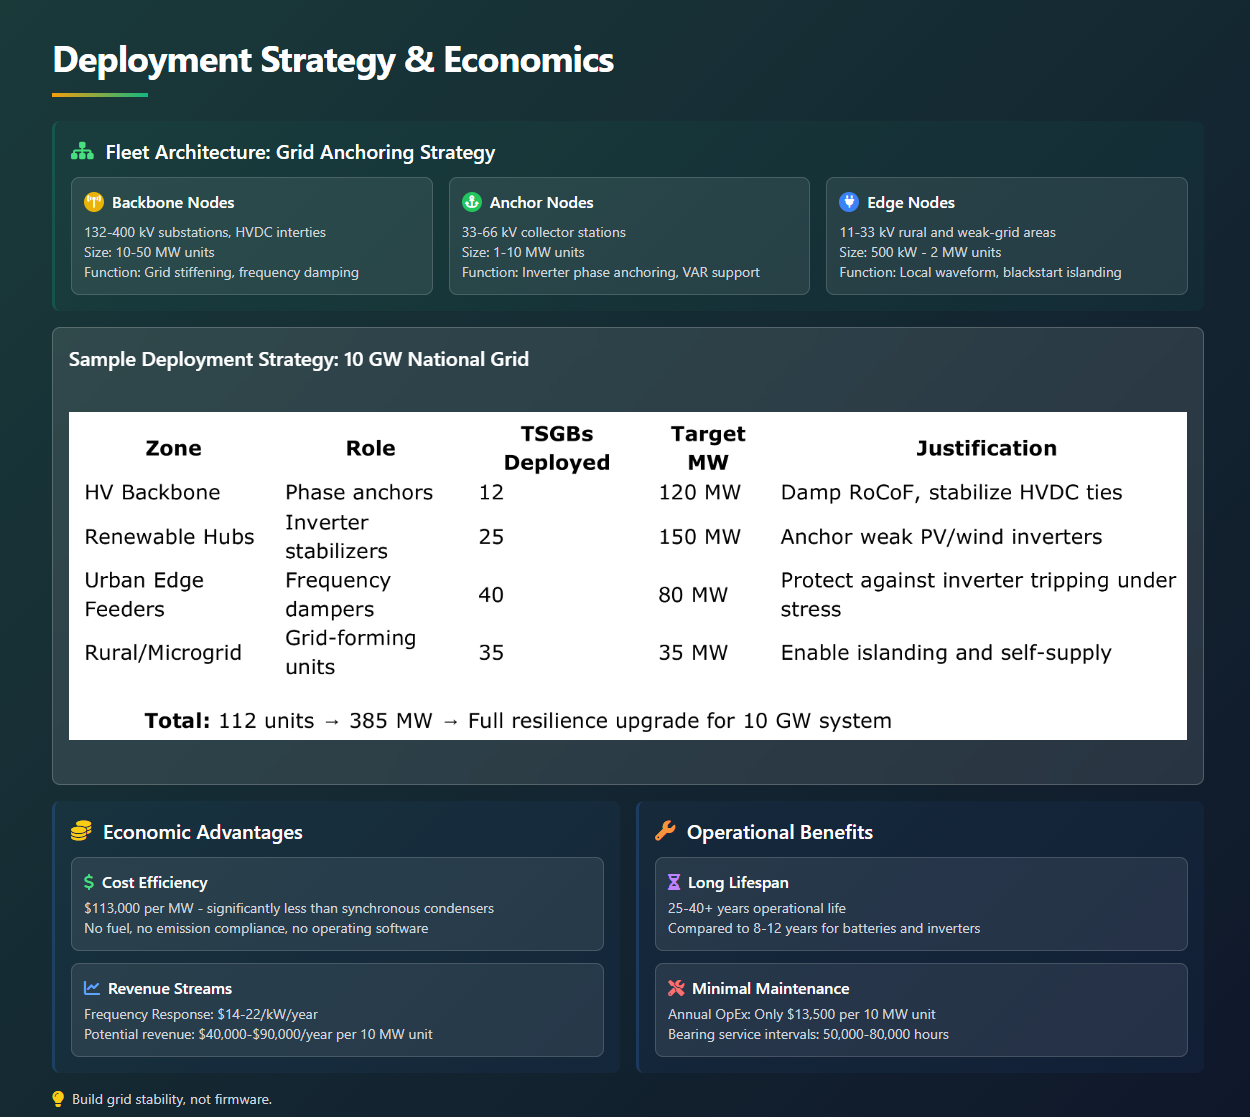 Deployment Strategy & Economics
Fleet Architecture: Grid Anchoring Strategy
Backbone Nodes
132-400 kV substations, HVDC interties
Size: 10-50 MW units
Function: Grid stiffening, frequency damping
Anchor Nodes
33-66 kV collector stations
Size: 1-10 MW units
Function: Inverter phase anchoring, VAR support
Edge Nodes
11-33 kV rural and weak-grid areas
Size: 500 kW - 2 MW units
Function: Local waveform, blackstart islanding
Sample Deployment Strategy: 10 GW National Grid
Zone Role TSGBs Deployed Target MW Justification
HV Backbone Phase anchors 12 120 MW Damp RoCoF, stabilize HVDC ties
Renewable Hubs Inverter stabilizers 25 150 MW Anchor weak PV/wind inverters
Urban Edge Feeders Frequency dampers 40 80 MW Protect against inverter tripping under stress
Rural/Microgrid Grid-forming units 35 35 MW Enable islanding and self-supply
Total: 112 units → 385 MW → Full resilience upgrade for 10 GW system
Economic Advantages
$ Cost Efficiency
$113,000 per MW - significantly less than synchronous condensers
No fuel, no emission compliance, no operating software
Revenue Streams
Frequency Response: $14-22/kW/year
Potential revenue: $40,000-$90,000/year per 10 MW unit
Operational Benefits
Long Lifespan
25-40+ years operational life
Compared to 8-12 years for batteries and inverters
Minimal Maintenance
Annual OpEx: Only $13,500 per 10 MW unit
Bearing service intervals: 50,000-80,000 hours
Build grid stability, not firmware.